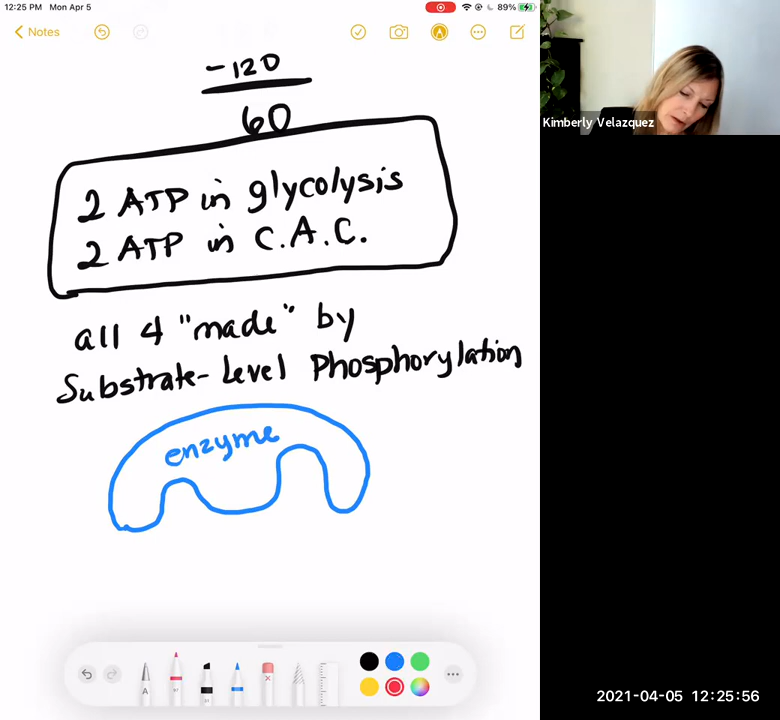 12:25 PM Mon Apr 5
89%
Notes
Kimberly Velazquez
-120
60
2 ATP in glycolysis
2 ATP in C.A.C.
all 4 "made" by
Substrate-Level Phosphorylation
enzyme
A
2021-04-05 12:25:56